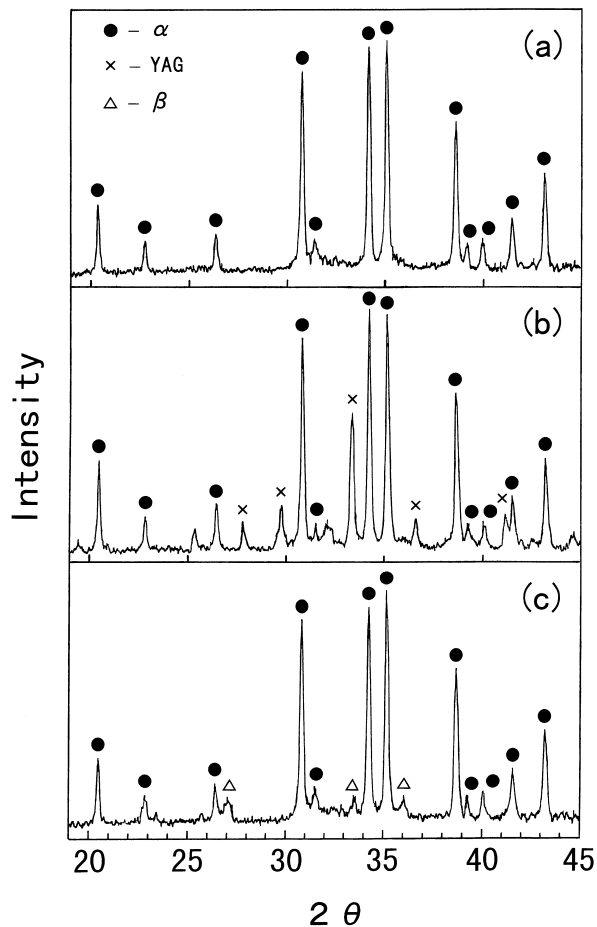 ● – α
× – YAG
△ – β
(a)
(b)
(c)
Intensity
20 25 30 35 40 45
2 θ